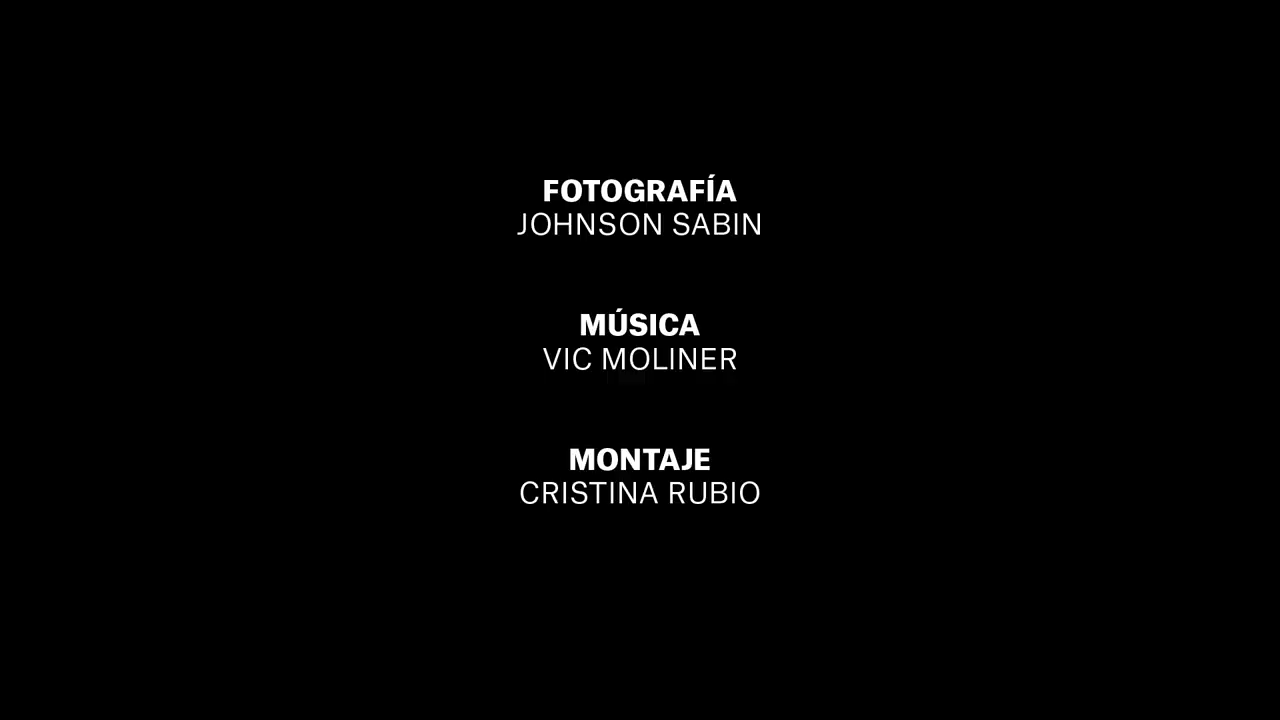 FOTOGRAFÍA
JOHNSON SABIN
MÚSICA
VIC MOLINER
MONTAJE
CRISTINA RUBIO